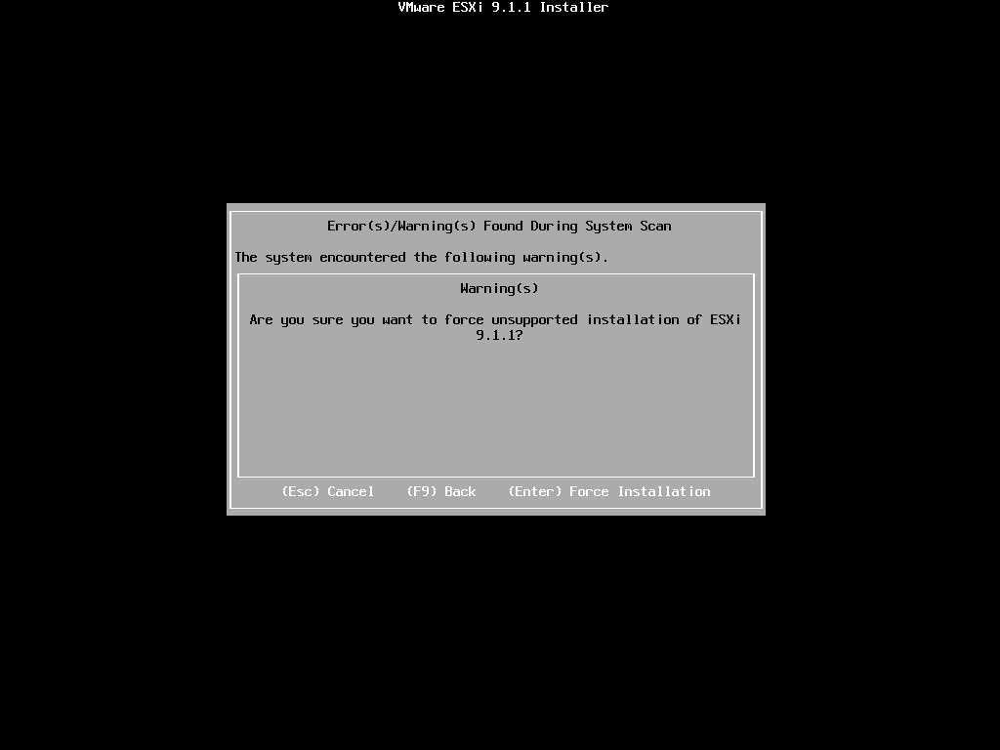 VMware ESXi 9.1.1 Installer
Error(s)/Warning(s) Found During System Scan
The system encountered the following warning(s).
Warning(s)
Are you sure you want to force unsupported installation of ESXi
9.1.1?
(Esc) Cancel    (F9) Back    (Enter) Force Installation